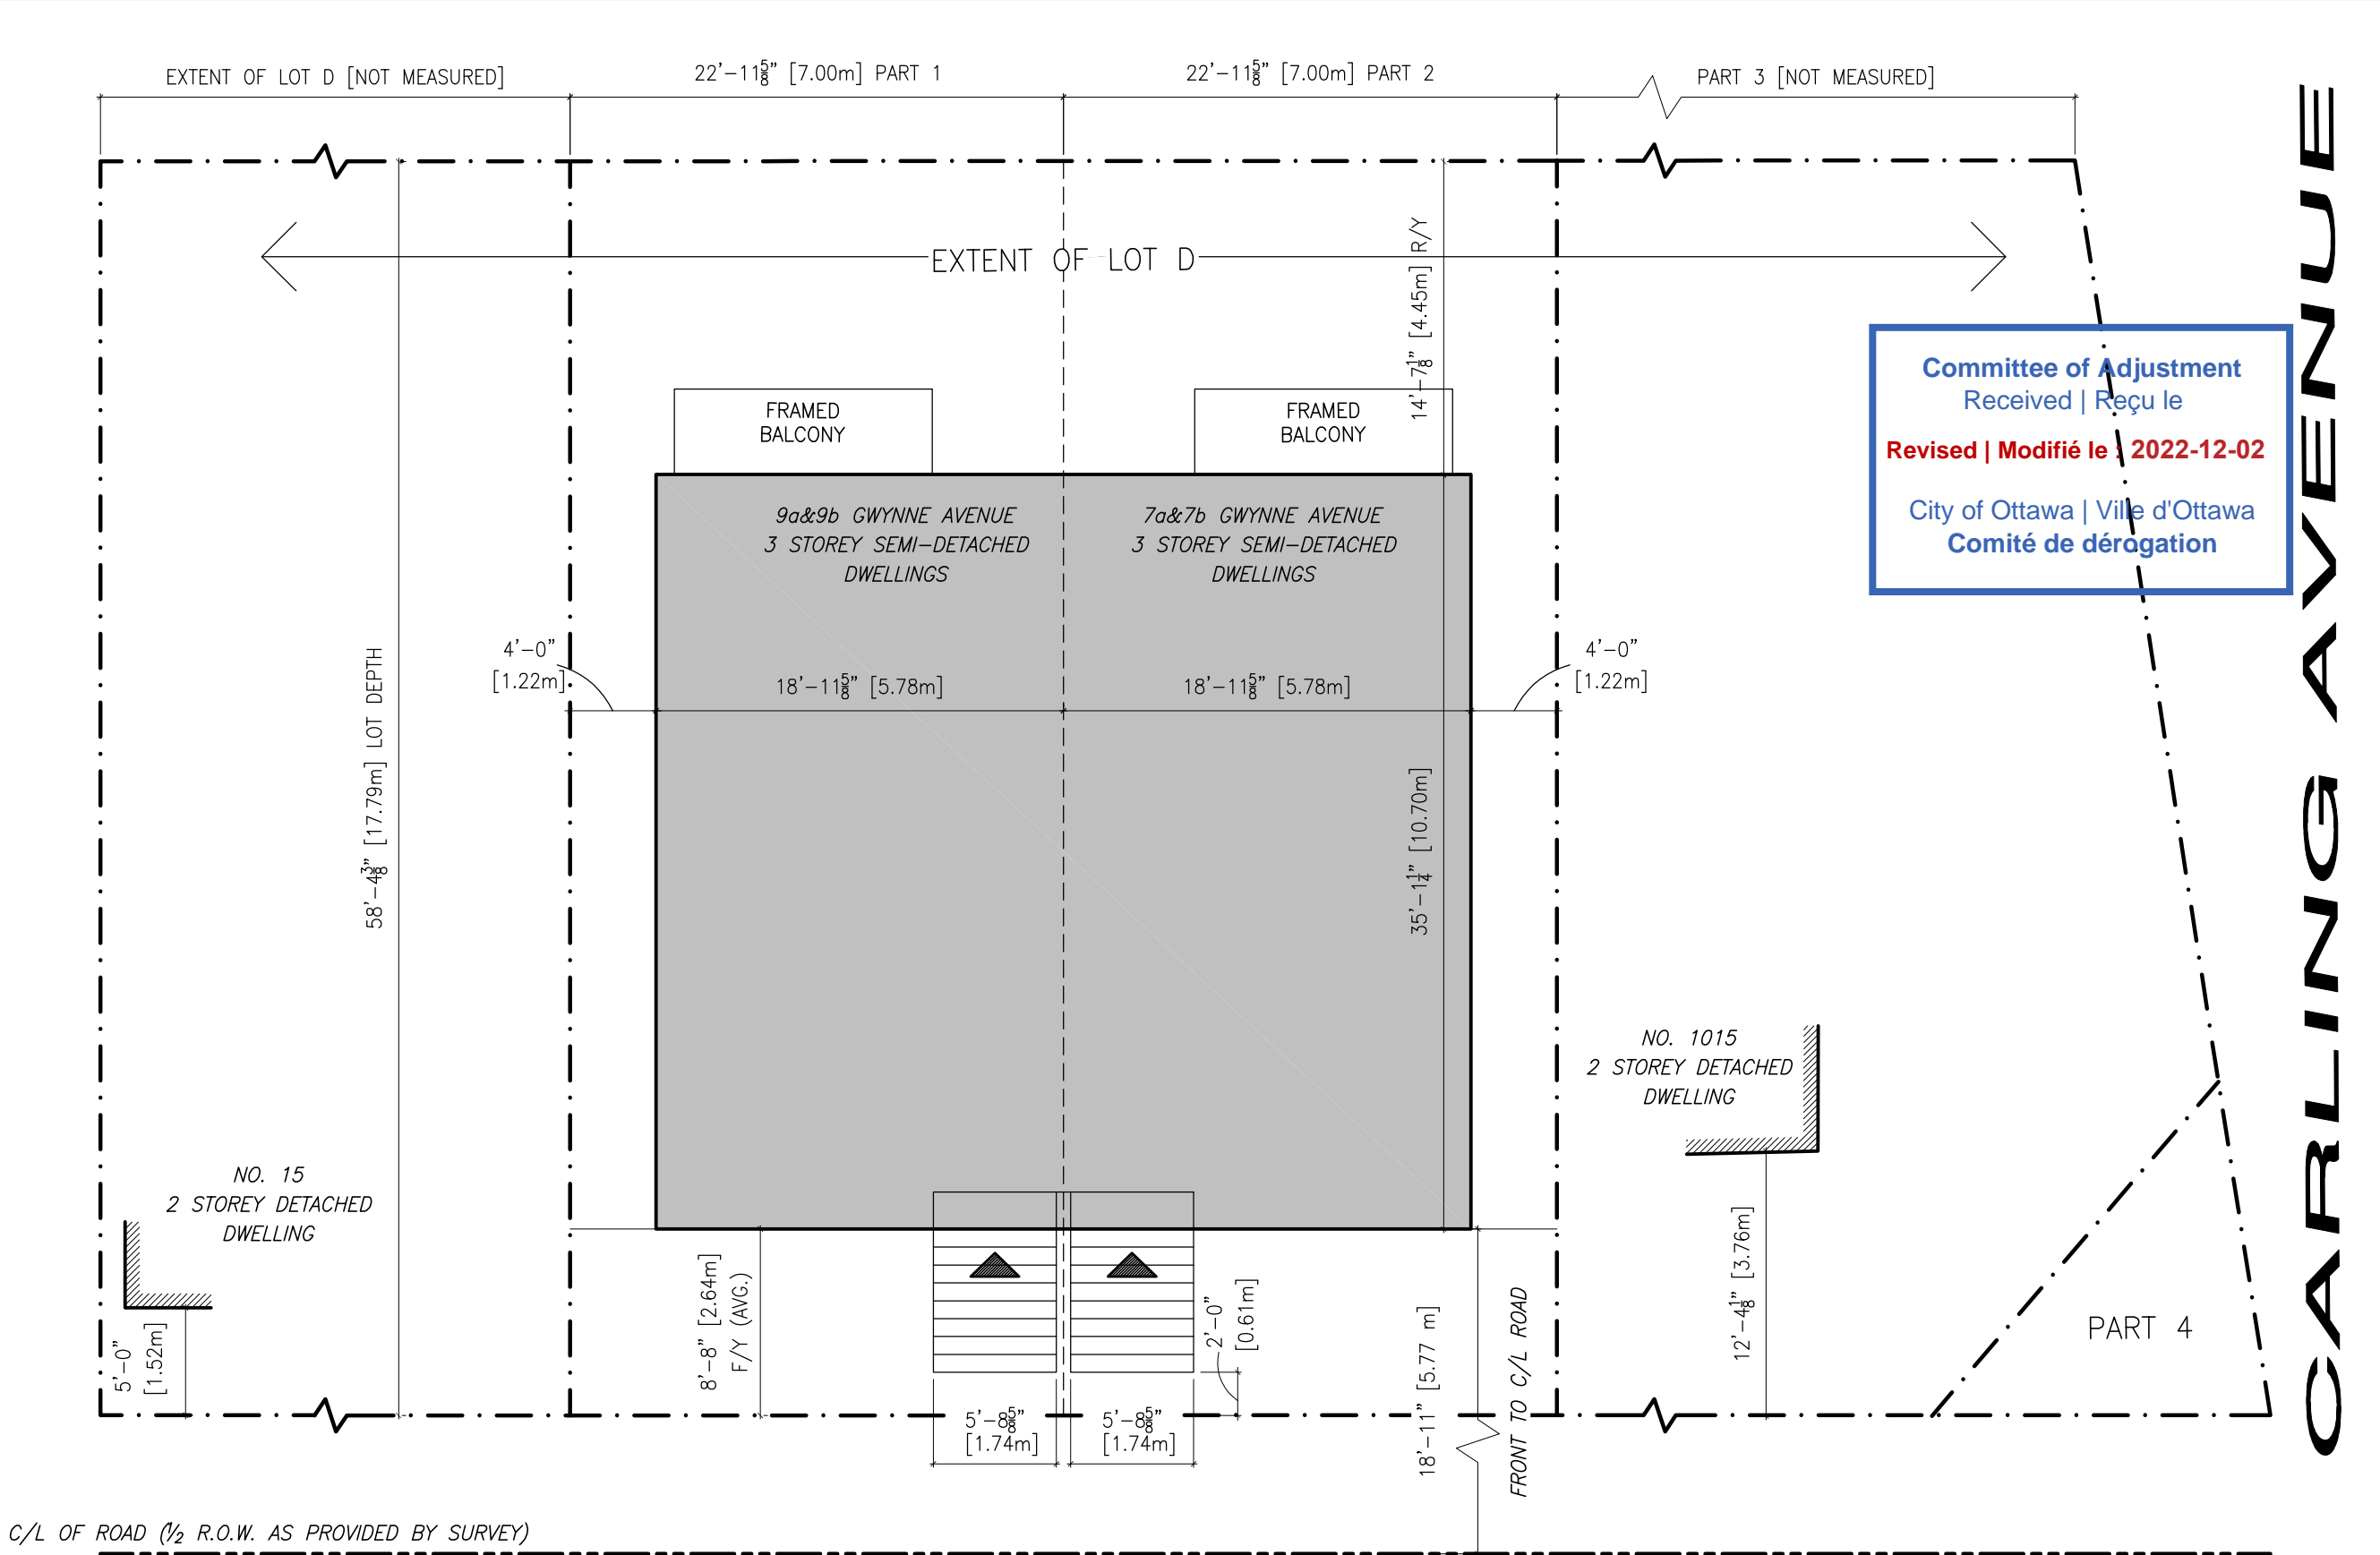 EXTENT OF LOT D [NOT MEASURED]
22'-11⅝" [7.00m] PART 1
22'-11⅝" [7.00m] PART 2
PART 3 [NOT MEASURED]
EXTENT OF LOT D
14'-7⅛" [4.45m] R/Y
FRAMED
BALCONY
FRAMED
BALCONY
Committee of Adjustment
Received | Reçu le
Revised | Modifié le : 2022-12-02
City of Ottawa | Ville d'Ottawa
Comité de dérogation
CARLING AVENUE
9a&9b GWYNNE AVENUE
3 STOREY SEMI-DETACHED
DWELLINGS
7a&7b GWYNNE AVENUE
3 STOREY SEMI-DETACHED
DWELLINGS
4'-0"
[1.22m]
18'-11⅝" [5.78m]
18'-11⅝" [5.78m]
4'-0"
[1.22m]
58'-4⅜" [17.79m] LOT DEPTH
35'-1¼" [10.70m]
NO. 1015
2 STOREY DETACHED
DWELLING
NO. 15
2 STOREY DETACHED
DWELLING
5'-0"
[1.52m]
8'-8" [2.64m]
F/Y (AVG.)
2'-0"
[0.61m]
12'-4⅛" [3.76m]
PART 4
5'-8⅝"
[1.74m]
5'-8⅝"
[1.74m]
18'-11" [5.77 m]
FRONT TO C/L ROAD
C/L OF ROAD (½ R.O.W. AS PROVIDED BY SURVEY)